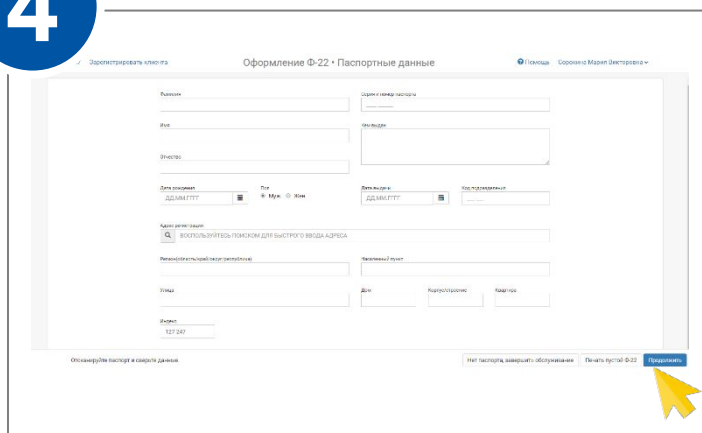 4
Зарегистрировать клиента Оформление Ф-22 • Паспортные данные Помощь Сорокина Мария Викторовна
Фамилия Серия и номер паспорта
Имя Кем выдан
Отчество
Дата рождения Пол Дата выдачи Код подразделения
ДД.ММ.ГГГГ Муж Жен ДД.ММ.ГГГГ
Адрес регистрации
ВОСПОЛЬЗУЙТЕСЬ ПОИСКОМ ДЛЯ БЫСТРОГО ВВОДА АДРЕСА
Регион(область/край/округ/республика) Населенный пункт
Улица Дом Корпус/строение Квартира
Индекс
127 247
Отсканируйте паспорт и сверьте данные Нет паспорта, завершить обслуживание Печать пустой Ф-22 Продолжить